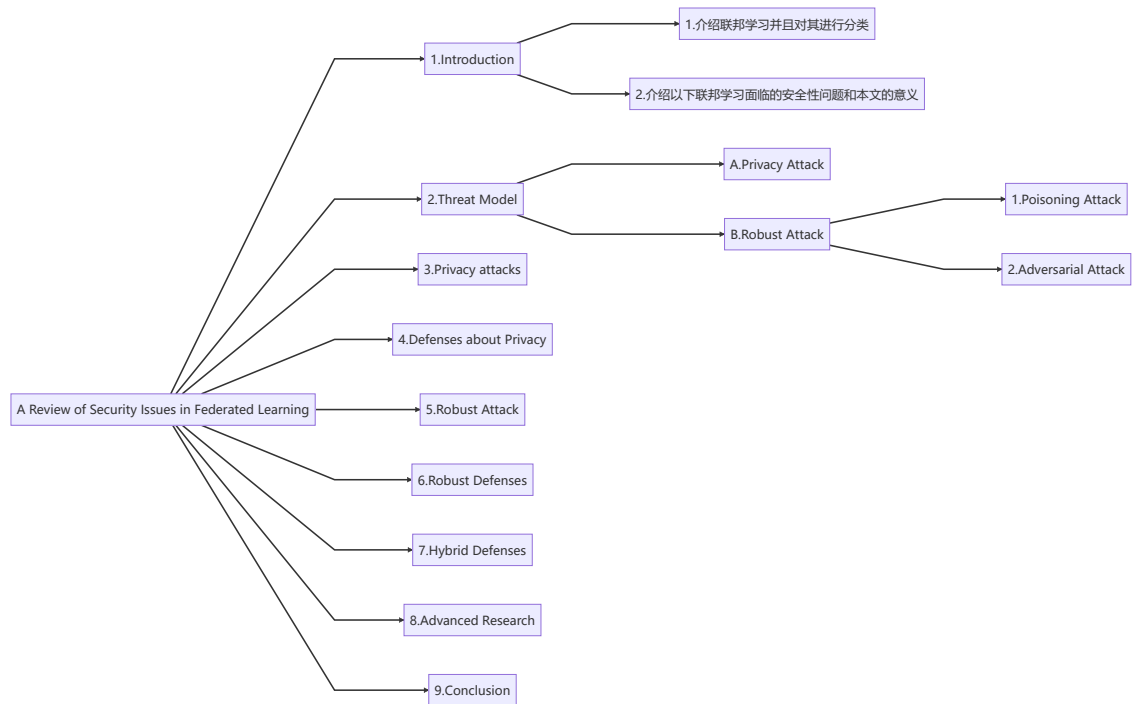 1.介绍联邦学习并且对其进行分类
1.Introduction
2.介绍以下联邦学习面临的安全性问题和本文的意义
A.Privacy Attack
2.Threat Model
1.Poisoning Attack
B.Robust Attack
3.Privacy attacks
2.Adversarial Attack
4.Defenses about Privacy
A Review of Security Issues in Federated Learning
5.Robust Attack
6.Robust Defenses
7.Hybrid Defenses
8.Advanced Research
9.Conclusion